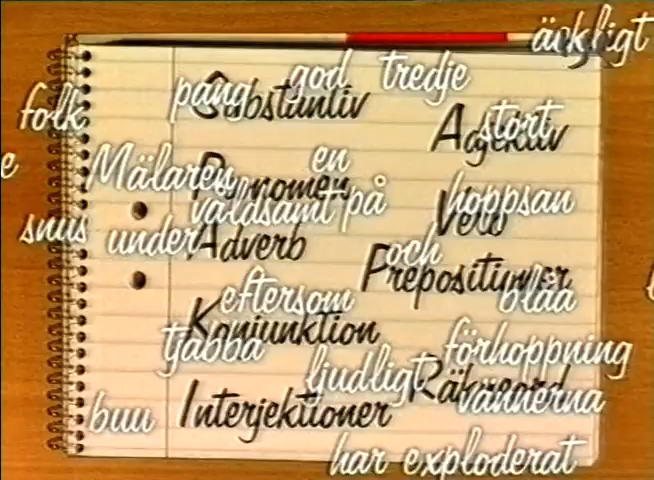 äckligt
god tredje
folk pang Substantiv
stort
Adjektiv
en
Mälaren Pronomen
våldsamt på hoppsan
Verb
snus under Adverb och
Prepositioner
eftersom blåa
Konjunktion
tjabba förhoppning
ljudligt Räkneord
vännerna
buu Interjektioner
har exploderat